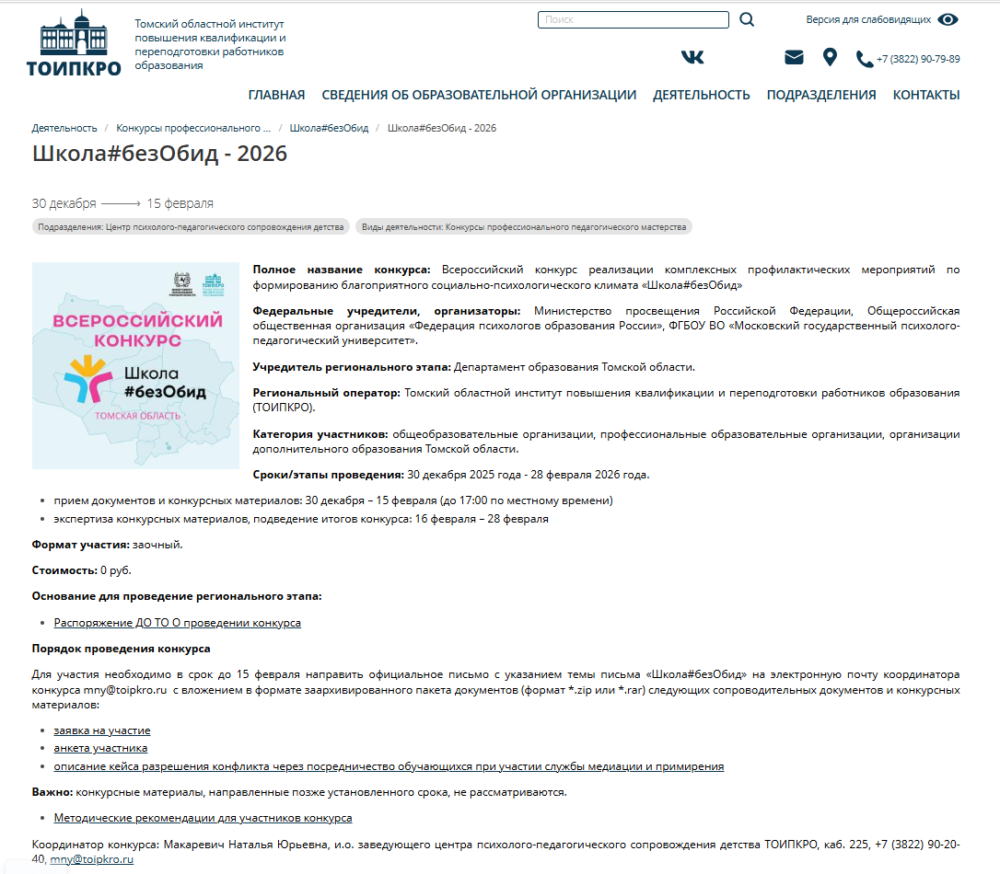 Томский областной институт
повышения квалификации и
переподготовки работников
образования
ТОИПКРО
Поиск
Версия для слабовидящих
+7 (3822) 90-79-89
ГЛАВНАЯ СВЕДЕНИЯ ОБ ОБРАЗОВАТЕЛЬНОЙ ОРГАНИЗАЦИИ ДЕЯТЕЛЬНОСТЬ ПОДРАЗДЕЛЕНИЯ КОНТАКТЫ
Деятельность / Конкурсы профессионального ... / Школа#безОбид / Школа#безОбид - 2026
Школа#безОбид - 2026
30 декабря → 15 февраля
Подразделения: Центр психолого-педагогического сопровождения детства Виды деятельности: Конкурсы профессионального педагогического мастерства
ТОИПКРО
ВСЕРОССИЙСКИЙ
КОНКУРС
Школа
#безОбид
ТОМСКАЯ ОБЛАСТЬ
Полное название конкурса: Всероссийский конкурс реализации комплексных профилактических мероприятий по
формированию благоприятного социально-психологического климата «Школа#безОбид»
Федеральные учредители, организаторы: Министерство просвещения Российской Федерации, Общероссийская
общественная организация «Федерация психологов образования России», ФГБОУ ВО «Московский государственный психолого-
педагогический университет».
Учредитель регионального этапа: Департамент образования Томской области.
Региональный оператор: Томский областной институт повышения квалификации и переподготовки работников образования
(ТОИПКРО).
Категория участников: общеобразовательные организации, профессиональные образовательные организации, организации
дополнительного образования Томской области.
Сроки/этапы проведения: 30 декабря 2025 года - 28 февраля 2026 года.
• прием документов и конкурсных материалов: 30 декабря – 15 февраля (до 17:00 по местному времени)
• экспертиза конкурсных материалов, подведение итогов конкурса: 16 февраля – 28 февраля
Формат участия: заочный.
Стоимость: 0 руб.
Основание для проведение регионального этапа:
• Распоряжение ДО ТО О проведении конкурса
Порядок проведения конкурса
Для участия необходимо в срок до 15 февраля направить официальное письмо с указанием темы письма «Школа#безОбид» на электронную почту координатора
конкурса mny@toipkro.ru с вложением в формате заархивированного пакета документов (формат *.zip или *.rar) следующих сопроводительных документов и конкурсных
материалов:
• заявка на участие
• анкета участника
• описание кейса разрешения конфликта через посредничество обучающихся при участии службы медиации и примирения
Важно: конкурсные материалы, направленные позже установленного срока, не рассматриваются.
• Методические рекомендации для участников конкурса
Координатор конкурса: Макаревич Наталья Юрьевна, и.о. заведующего центра психолого-педагогического сопровождения детства ТОИПКРО, каб. 225, +7 (3822) 90-20-
40, mny@toipkro.ru